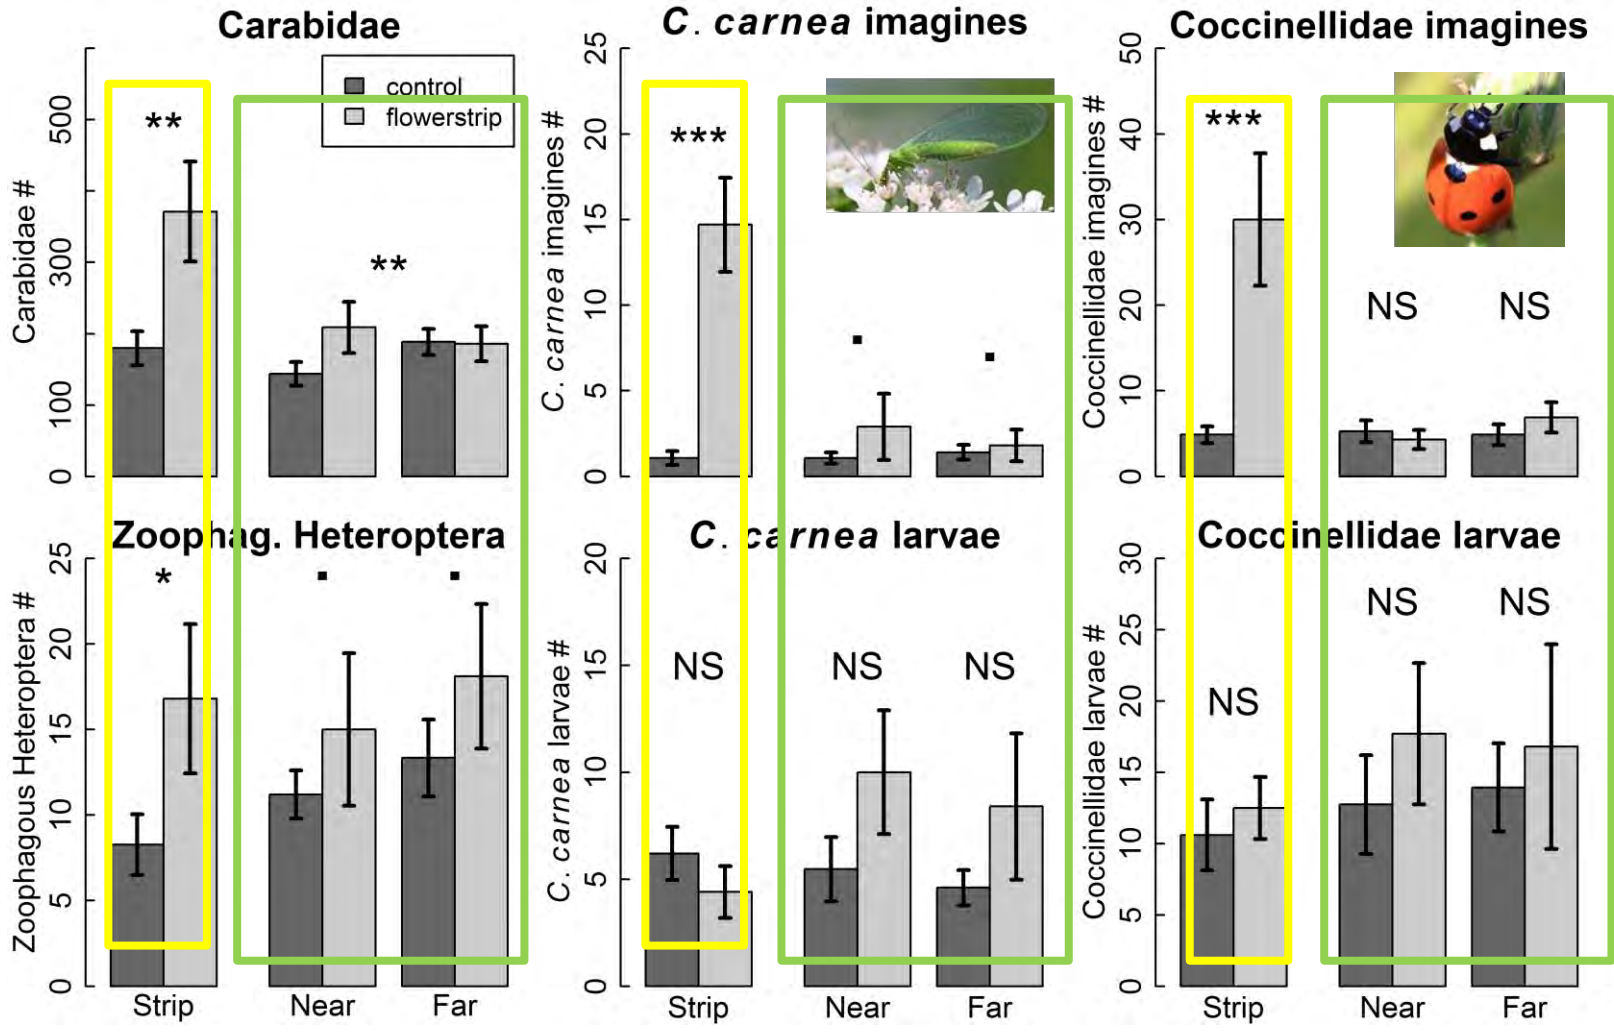 Carabidae
control
flowerstrip
Carabidae #
0
100
300
500
**
**
C. carnea imagines
C. carnea imagines #
0
5
10
15
20
25
***
.
.
Coccinellidae imagines
Coccinellidae imagines #
0
10
20
30
40
50
***
NS
NS
Zoophag. Heteroptera
Zoophagous Heteroptera #
0
5
10
15
20
25
*
.
.
Strip
Near
Far
C. carnea larvae
C. carnea larvae #
0
5
10
15
20
NS
NS
NS
Strip
Near
Far
Coccinellidae larvae
Coccinellidae larvae #
0
5
10
15
20
25
30
NS
NS
NS
Strip
Near
Far